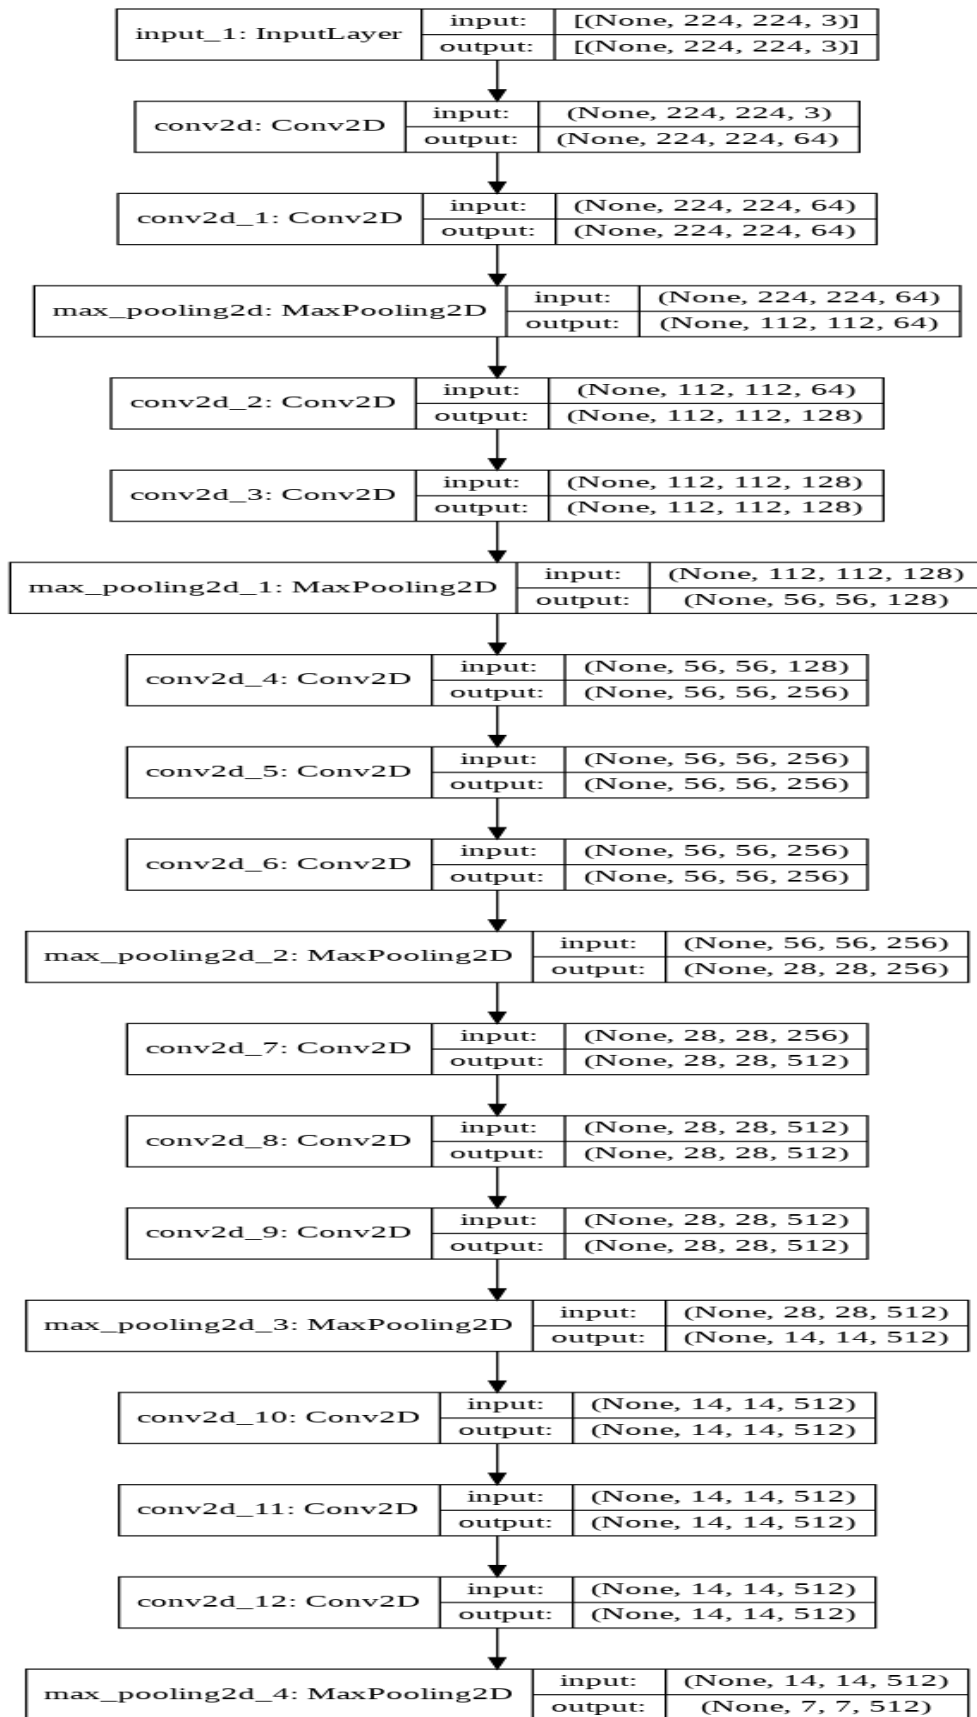 input_1: InputLayer
input: [(None, 224, 224, 3)]
output: [(None, 224, 224, 3)]
conv2d: Conv2D
input: (None, 224, 224, 3)
output: (None, 224, 224, 64)
conv2d_1: Conv2D
input: (None, 224, 224, 64)
output: (None, 224, 224, 64)
max_pooling2d: MaxPooling2D
input: (None, 224, 224, 64)
output: (None, 112, 112, 64)
conv2d_2: Conv2D
input: (None, 112, 112, 64)
output: (None, 112, 112, 128)
conv2d_3: Conv2D
input: (None, 112, 112, 128)
output: (None, 112, 112, 128)
max_pooling2d_1: MaxPooling2D
input: (None, 112, 112, 128)
output: (None, 56, 56, 128)
conv2d_4: Conv2D
input: (None, 56, 56, 128)
output: (None, 56, 56, 256)
conv2d_5: Conv2D
input: (None, 56, 56, 256)
output: (None, 56, 56, 256)
conv2d_6: Conv2D
input: (None, 56, 56, 256)
output: (None, 56, 56, 256)
max_pooling2d_2: MaxPooling2D
input: (None, 56, 56, 256)
output: (None, 28, 28, 256)
conv2d_7: Conv2D
input: (None, 28, 28, 256)
output: (None, 28, 28, 512)
conv2d_8: Conv2D
input: (None, 28, 28, 512)
output: (None, 28, 28, 512)
conv2d_9: Conv2D
input: (None, 28, 28, 512)
output: (None, 28, 28, 512)
max_pooling2d_3: MaxPooling2D
input: (None, 28, 28, 512)
output: (None, 14, 14, 512)
conv2d_10: Conv2D
input: (None, 14, 14, 512)
output: (None, 14, 14, 512)
conv2d_11: Conv2D
input: (None, 14, 14, 512)
output: (None, 14, 14, 512)
conv2d_12: Conv2D
input: (None, 14, 14, 512)
output: (None, 14, 14, 512)
max_pooling2d_4: MaxPooling2D
input: (None, 14, 14, 512)
output: (None, 7, 7, 512)